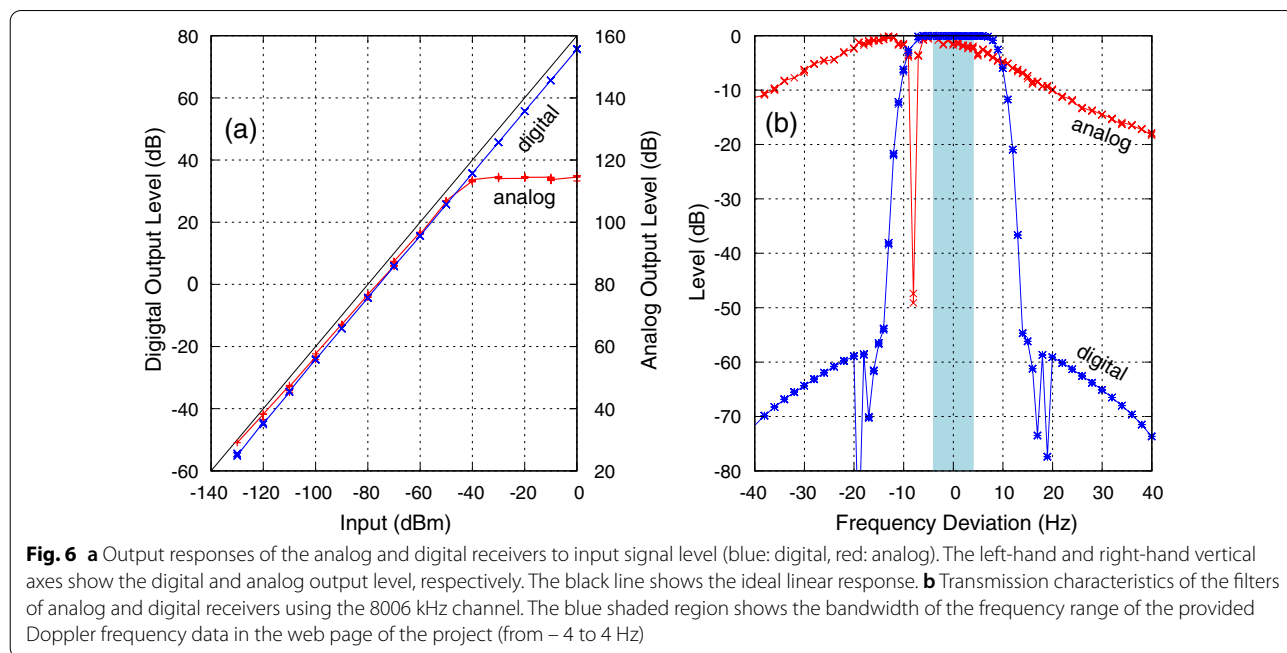 80
60
40
20
0
-20
-40
-60
Digigtal Output Level (dB)
(a)
digital
analog
160
140
120
100
80
60
40
20
Analog Output Level (dB)
-140 -120 -100 -80 -60 -40 -20 0
Input (dBm)
0
-10
-20
-30
-40
-50
-60
-70
-80
Level (dB)
(b)
analog
digital
-40 -30 -20 -10 0 10 20 30 40
Frequency Deviation (Hz)
Fig. 6 a Output responses of the analog and digital receivers to input signal level (blue: digital, red: analog). The left-hand and right-hand vertical
axes show the digital and analog output level, respectively. The black line shows the ideal linear response. b Transmission characteristics of the filters
of analog and digital receivers using the 8006 kHz channel. The blue shaded region shows the bandwidth of the frequency range of the provided
Doppler frequency data in the web page of the project (from – 4 to 4 Hz)